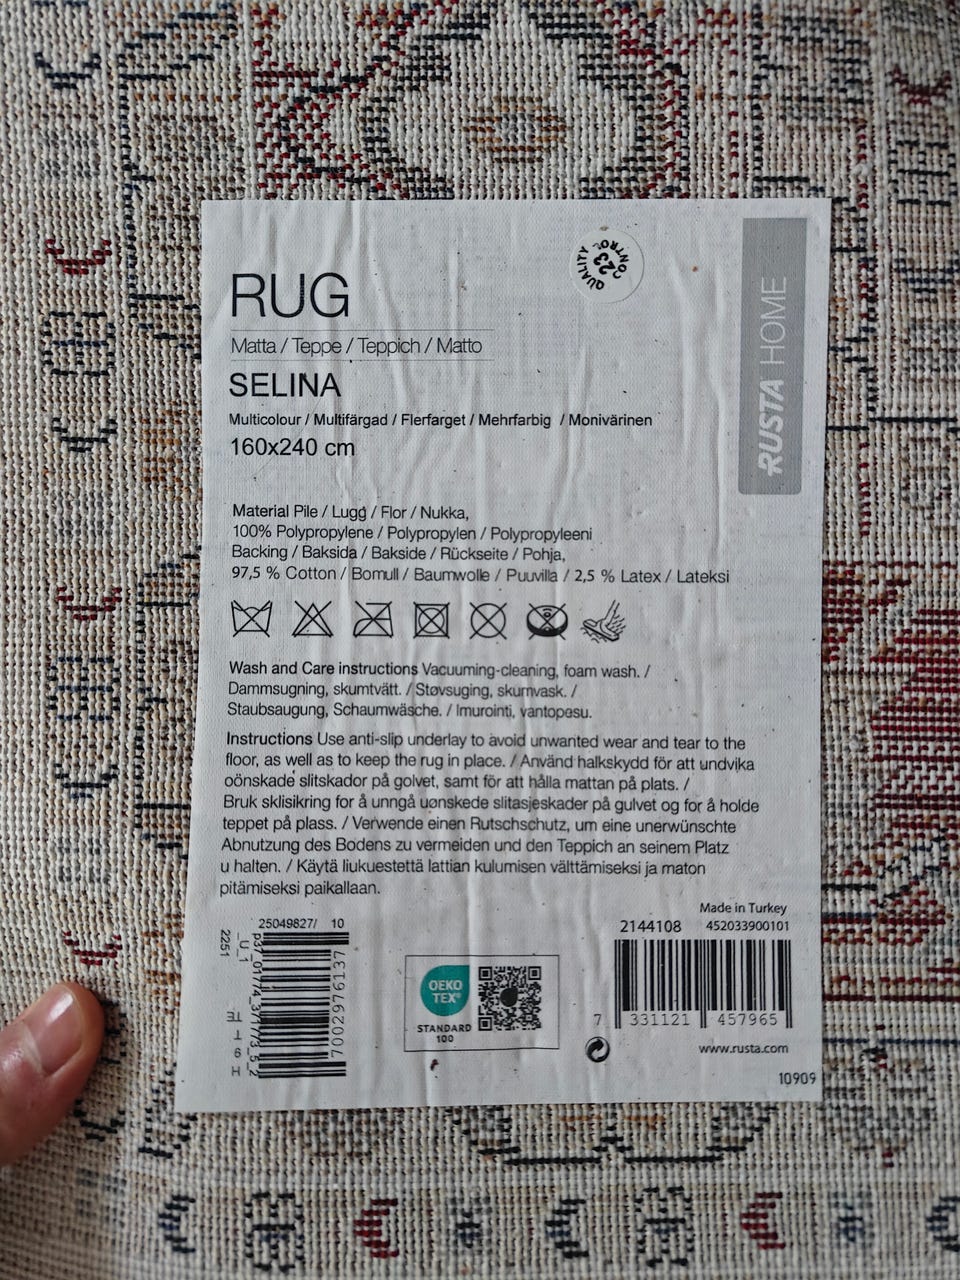 QUALITY CONTROL
23
RUSTA HOME
RUG
Matta / Teppe / Teppich / Matto
SELINA
Multicolour / Multifärgad / Flerfarget / Mehrfarbig / Monivärinen
160x240 cm
Material Pile / Lugg / Flor / Nukka,
100% Polypropylene / Polypropylen / Polypropyleeni
Backing / Baksida / Bakside / Rückseite / Pohja,
97,5 % Cotton / Bomull / Baumwolle / Puuvilla / 2,5 % Latex / Lateksi
Wash and Care instructions Vacuuming-cleaning, foam wash. /
Dammsugning, skumtvätt. / Støvsuging, skumvask. /
Staubsaugung, Schaumwäsche. / Imurointi, vantopesu.
Instructions Use anti-slip underlay to avoid unwanted wear and tear to the
floor, as well as to keep the rug in place. / Använd halkskydd för att undvika
oönskade slitskador på golvet, samt för att hålla mattan på plats. /
Bruk sklisikring for å unngå uønskede slitasjeskader på gulvet og for å holde
teppet på plass. / Verwende einen Rutschschutz, um eine unerwünschte
Abnutzung des Bodens zu vermeiden und den Teppich an seinem Platz
u halten. / Käytä liukuestettä lattian kulumisen välttämiseksi ja maton
pitämiseksi paikallaan.
Made in Turkey
25049827/ 10
2251
7002976137
OEKO
TEX®
STANDARD
100
2144108 452033900101
7 331121 457965
www.rusta.com
10909